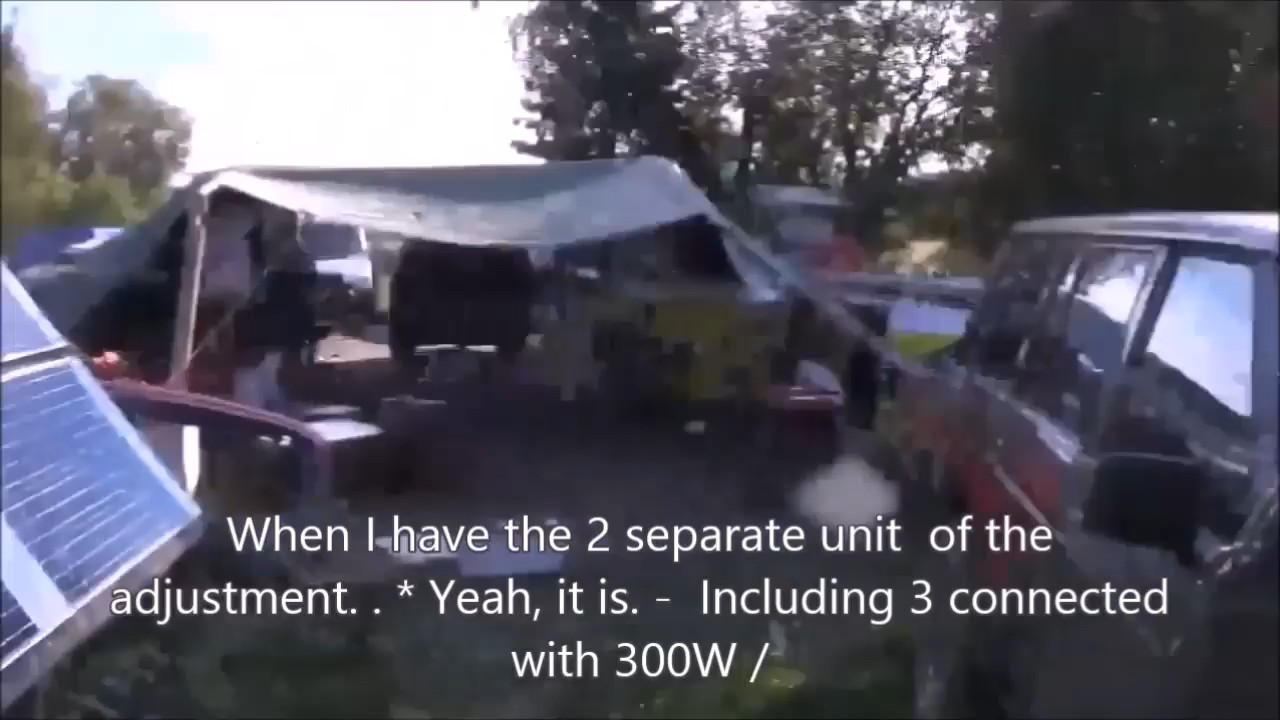 When I have the 2 separate unit  of the
adjustment. . * Yeah, it is. -  Including 3 connected
with 300W /